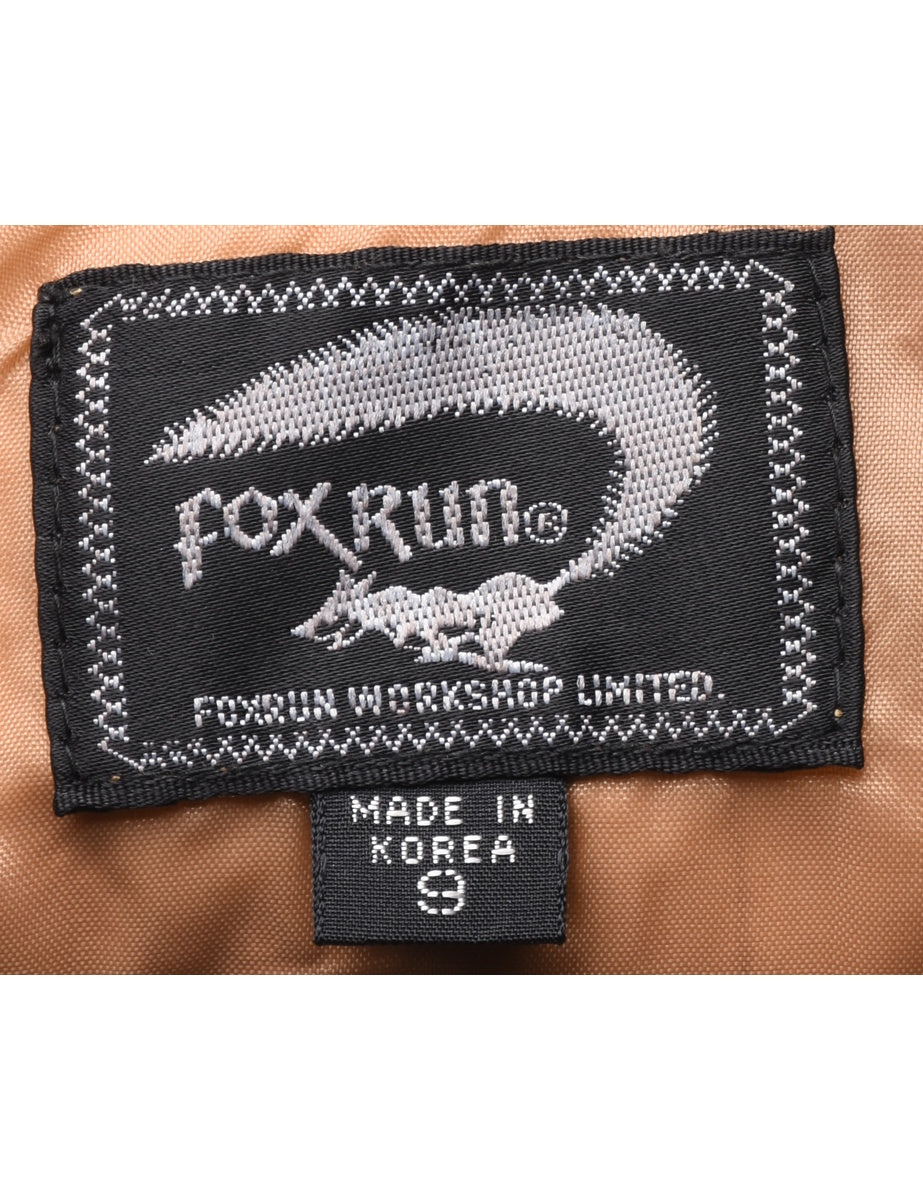 FOXRUN®
FOXRUN WORKSHOP LIMITED.
MADE IN
KOREA
9